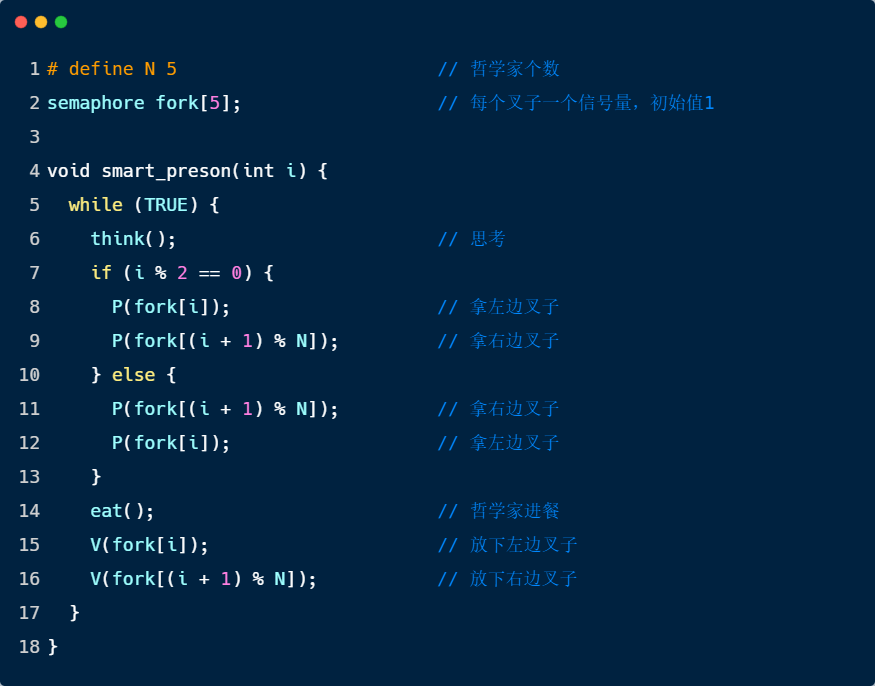 1 # define N 5 // 哲学家个数
2 semaphore fork[5]; // 每个叉子一个信号量，初始值1
3
4 void smart_preson(int i) {
5 while (TRUE) {
6 think(); // 思考
7 if (i % 2 == 0) {
8 P(fork[i]); // 拿左边叉子
9 P(fork[(i + 1) % N]); // 拿右边叉子
10 } else {
11 P(fork[(i + 1) % N]); // 拿右边叉子
12 P(fork[i]); // 拿左边叉子
13 }
14 eat(); // 哲学家进餐
15 V(fork[i]); // 放下左边叉子
16 V(fork[(i + 1) % N]); // 放下右边叉子
17 }
18 }